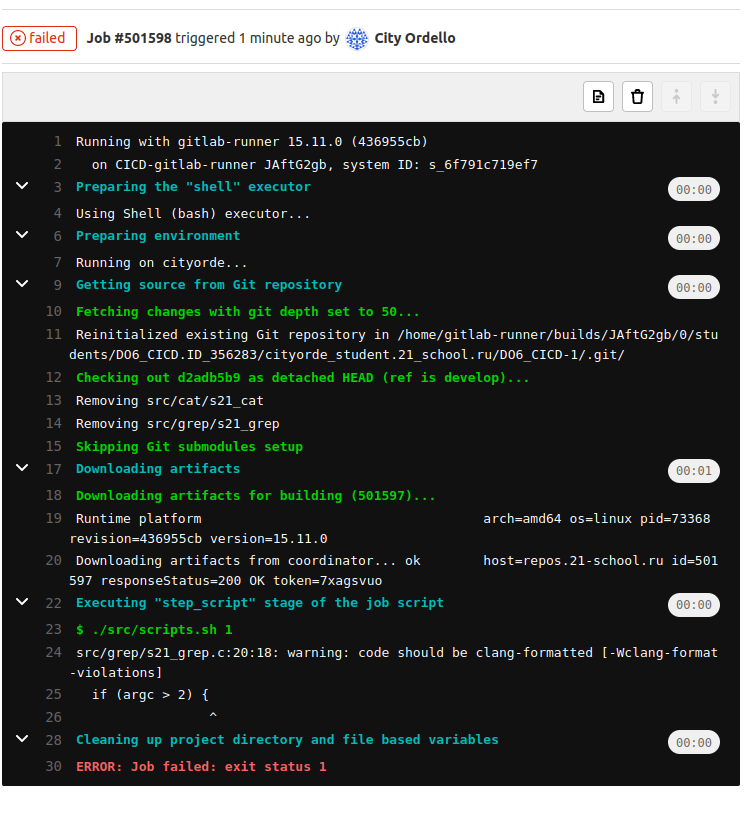 failed Job #501598 triggered 1 minute ago by City Ordello
1 Running with gitlab-runner 15.11.0 (436955cb)
2 on CICD-gitlab-runner JAftG2gb, system ID: s_6f791c719ef7
3 Preparing the "shell" executor 00:00
4 Using Shell (bash) executor...
6 Preparing environment 00:00
7 Running on cityorde...
9 Getting source from Git repository 00:00
10 Fetching changes with git depth set to 50...
11 Reinitialized existing Git repository in /home/gitlab-runner/builds/JAftG2gb/0/stu
dents/DO6_CICD.ID_356283/cityorde_student.21_school.ru/DO6_CICD-1/.git/
12 Checking out d2adb5b9 as detached HEAD (ref is develop)...
13 Removing src/cat/s21_cat
14 Removing src/grep/s21_grep
15 Skipping Git submodules setup
17 Downloading artifacts 00:01
18 Downloading artifacts for building (501597)...
19 Runtime platform arch=amd64 os=linux pid=73368
revision=436955cb version=15.11.0
20 Downloading artifacts from coordinator... ok host=repos.21-school.ru id=501
597 responseStatus=200 OK token=7xagsvuo
22 Executing "step_script" stage of the job script 00:00
23 $ ./src/scripts.sh 1
24 src/grep/s21_grep.c:20:18: warning: code should be clang-formatted [-Wclang-format
-violations]
25 if (argc > 2) {
26 ^
28 Cleaning up project directory and file based variables 00:00
30 ERROR: Job failed: exit status 1